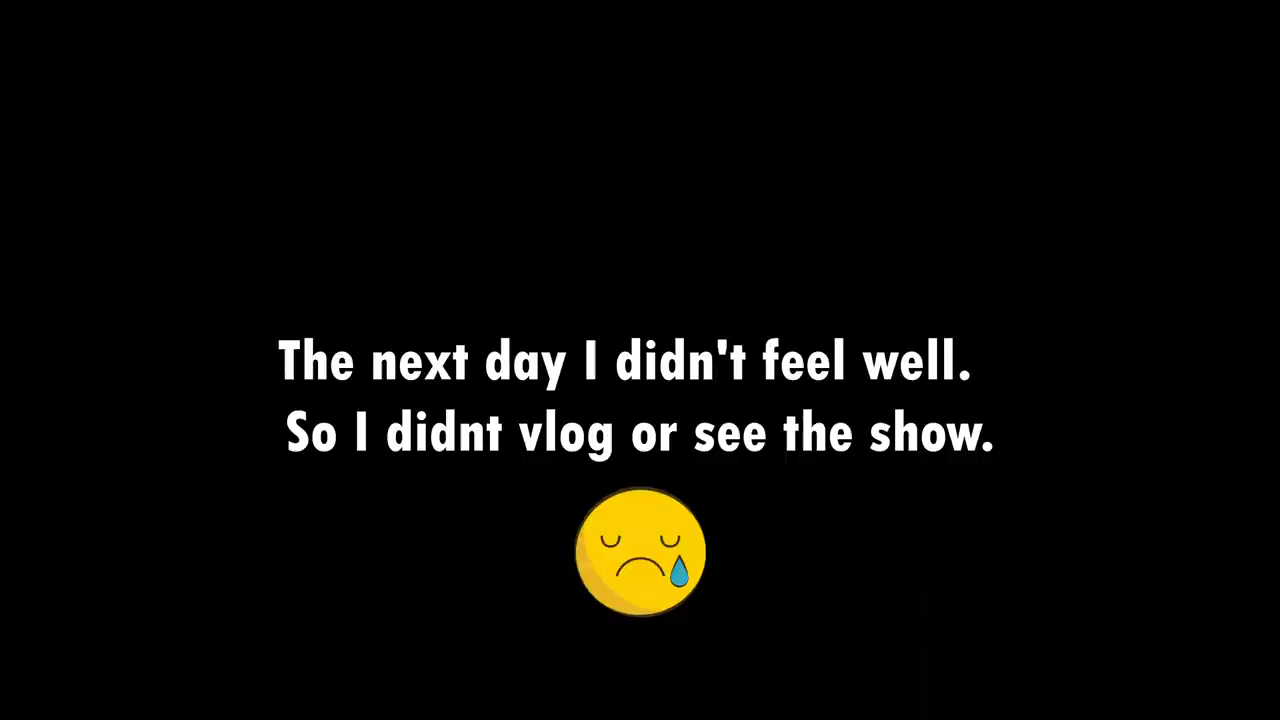 The next day I didn't feel well.
So I didnt vlog or see the show.